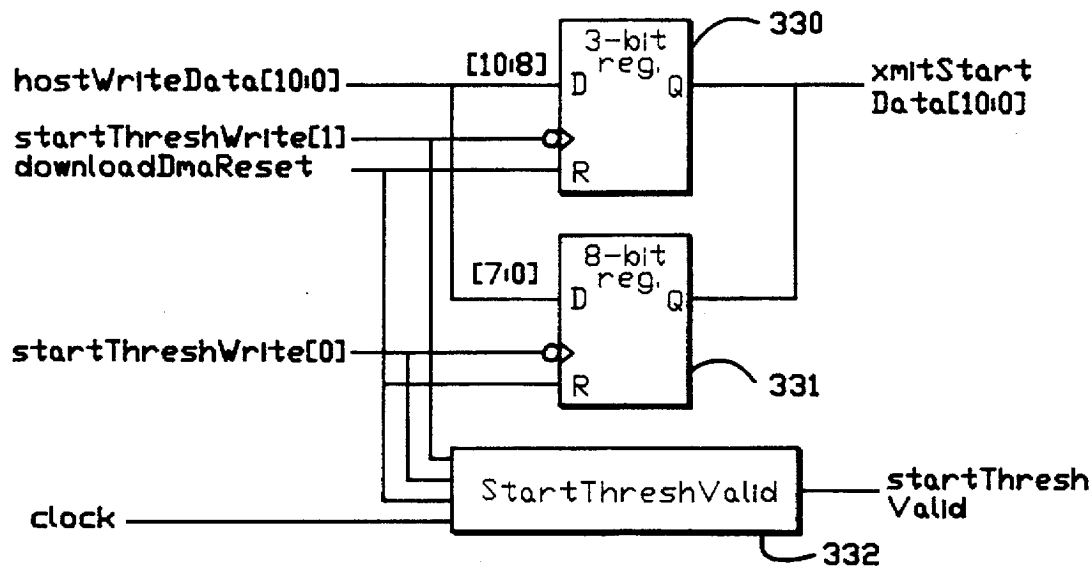 330
3-bit
reg.
[10:8]
hostWriteData[10:0]
D
Q
xmitStart
Data[10:0]
startThreshWrite[1]
downloadDmaReset
R
8-bit
reg.
[7:0]
D
Q
startThreshWrite[0]
R
331
StartThreshValid
startThresh
Valid
clock
332